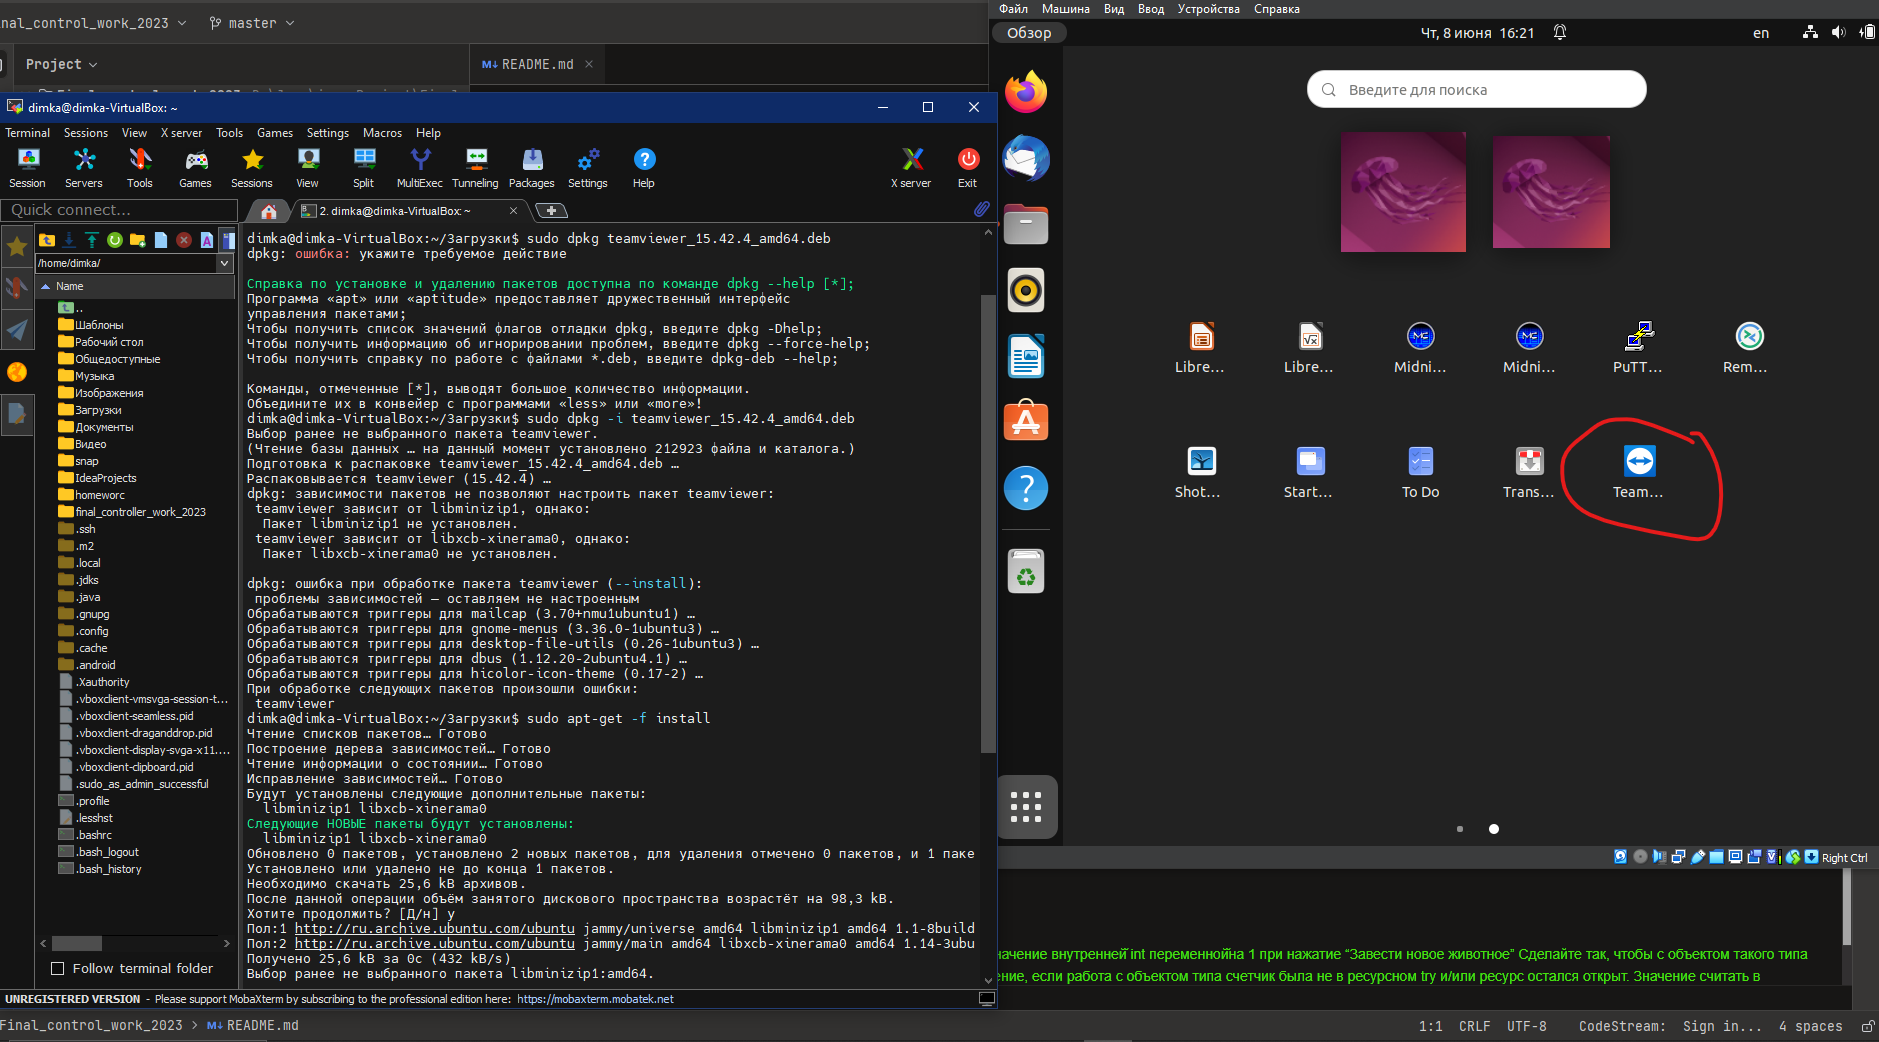 nal_control_work_2023
master
Project
README.md
dimka@dimka-VirtualBox: ~
Terminal Sessions View X server Tools Games Settings Macros Help
Session Servers Tools Games Sessions View Split MultiExec Tunneling Packages Settings Help X server Exit
Quick connect...
2. dimka@dimka-VirtualBox: ~
/home/dimka/
Name
..
Шаблоны
Рабочий стол
Общедоступные
Музыка
Изображения
Загрузки
Документы
Видео
snap
IdeaProjects
homeworc
final_controller_work_2023
.ssh
.m2
.local
.jdks
.java
.gnupg
.config
.cache
.android
.Xauthority
.vboxclient-vmsvga-session-t...
.vboxclient-seamless.pid
.vboxclient-draganddrop.pid
.vboxclient-display-svga-x11....
.vboxclient-clipboard.pid
.sudo_as_admin_successful
.profile
.lesshst
.bashrc
.bash_logout
.bash_history
Follow terminal folder
dimka@dimka-VirtualBox:~/Загрузки$ sudo dpkg teamviewer_15.42.4_amd64.deb
dpkg: ошибка: укажите требуемое действие
Справка по установке и удалению пакетов доступна по команде dpkg --help [*];
Программа «apt» или «aptitude» предоставляет дружественный интерфейс
управления пакетами;
Чтобы получить список значений флагов отладки dpkg, введите dpkg -Dhelp;
Чтобы получить информацию об игнорировании проблем, введите dpkg --force-help;
Чтобы получить справку по работе с файлами *.deb, введите dpkg-deb --help;
Команды, отмеченные [*], выводят большое количество информации.
Объедините их в конвейер с программами «less» или «more»!
dimka@dimka-VirtualBox:~/Загрузки$ sudo dpkg -i teamviewer_15.42.4_amd64.deb
Выбор ранее не выбранного пакета teamviewer.
(Чтение базы данных … на данный момент установлено 212923 файла и каталога.)
Подготовка к распаковке teamviewer_15.42.4_amd64.deb …
Распаковывается teamviewer (15.42.4) …
dpkg: зависимости пакетов не позволяют настроить пакет teamviewer:
teamviewer зависит от libminizip1, однако:
Пакет libminizip1 не установлен.
teamviewer зависит от libxcb-xinerama0, однако:
Пакет libxcb-xinerama0 не установлен.
dpkg: ошибка при обработке пакета teamviewer (--install):
проблемы зависимостей — оставляем не настроенным
Обрабатываются триггеры для mailcap (3.70+nmu1ubuntu1) …
Обрабатываются триггеры для gnome-menus (3.36.0-1ubuntu3) …
Обрабатываются триггеры для desktop-file-utils (0.26-1ubuntu3) …
Обрабатываются триггеры для dbus (1.12.20-2ubuntu4.1) …
Обрабатываются триггеры для hicolor-icon-theme (0.17-2) …
При обработке следующих пакетов произошли ошибки:
teamviewer
dimka@dimka-VirtualBox:~/Загрузки$ sudo apt-get -f install
Чтение списков пакетов… Готово
Построение дерева зависимостей… Готово
Чтение информации о состоянии… Готово
Исправление зависимостей… Готово
Будут установлены следующие дополнительные пакеты:
libminizip1 libxcb-xinerama0
Следующие НОВЫЕ пакеты будут установлены:
libminizip1 libxcb-xinerama0
Обновлено 0 пакетов, установлено 2 новых пакетов, для удаления отмечено 0 пакетов, и 1 паке
Установлено или удалено не до конца 1 пакетов.
Необходимо скачать 25,6 kB архивов.
После данной операции объём занятого дискового пространства возрастёт на 98,3 kB.
Хотите продолжить? [Д/н] y
Пол:1 http://ru.archive.ubuntu.com/ubuntu jammy/universe amd64 libminizip1 amd64 1.1-8build
Пол:2 http://ru.archive.ubuntu.com/ubuntu jammy/main amd64 libxcb-xinerama0 amd64 1.14-3ubu
Получено 25,6 kB за 0с (432 kB/s)
Выбор ранее не выбранного пакета libminizip1:amd64.
UNREGISTERED VERSION - Please support MobaXterm by subscribing to the professional edition here: https://mobaxterm.mobatek.net
Final_control_work_2023 > README.md
Файл Машина Вид Ввод Устройства Справка
Обзор
Чт, 8 июня 16:21
en
Введите для поиска
Libre... Libre... Midni... Midni... PuTT... Rem...
Shot... Start... To Do Trans... Team...
Right Ctrl
начение внутренней̆ int переменной̆на 1 при нажатие “Завести новое животное” Сделайте так, чтобы с объектом такого типа
ение, если работа с объектом типа счетчик была не в ресурсном try и/или ресурс остался открыт. Значение считать в
1:1 CRLF UTF-8 CodeStream: Sign in... 4 spaces